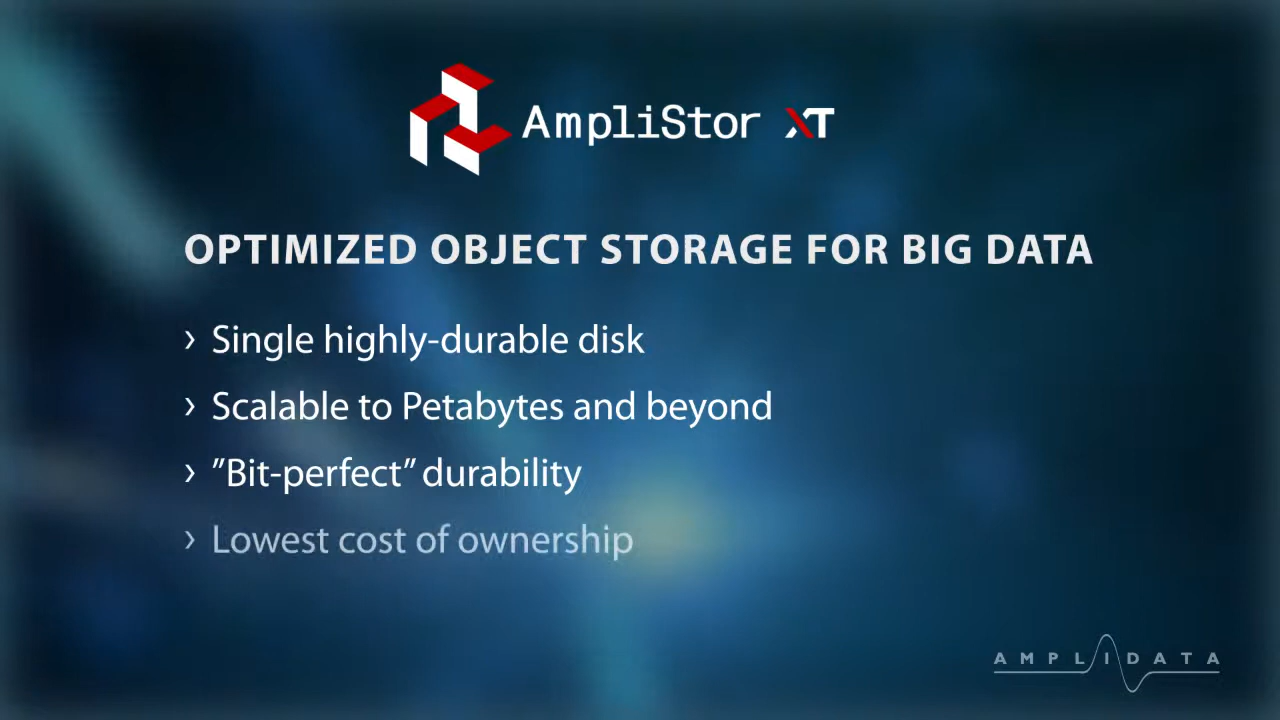 AmpliStor XT
OPTIMIZED OBJECT STORAGE FOR BIG DATA
› Single highly-durable disk
› Scalable to Petabytes and beyond
› ”Bit-perfect” durability
› Lowest cost of ownership
AMPLIDATA